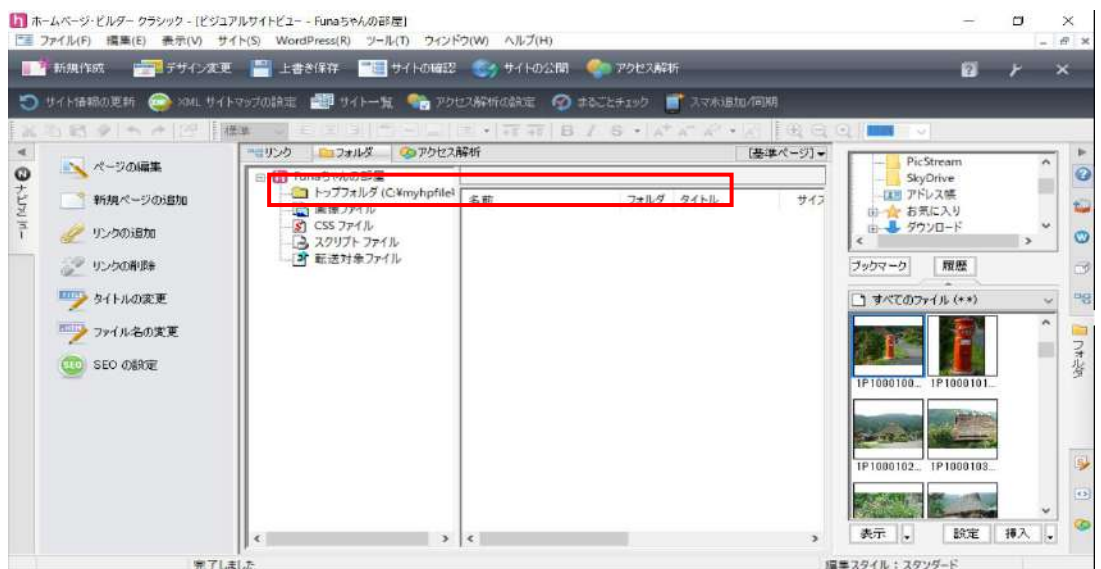 ホームページ・ビルダー クラシック - [ビジュアルサイトビュー - Funaちゃんの部屋]
ファイル(F) 編集(E) 表示(V) サイト(S) WordPress(R) ツール(T) ウインドウ(W) ヘルプ(H)
新規作成 デザイン変更 上書き保存 サイトの確認 サイトの公開 アクセス解析
サイト情報の更新 XML サイトマップの設定 サイト一覧 アクセス解析の設定 まるごとチェック スマホ追加/同期
標準
ナビメニュー
ページの編集
新規ページの追加
リンクの追加
リンクの削除
タイトルの変更
ファイル名の変更
SEO の設定
リンク フォルダ アクセス解析 [基準ページ]
Funaちゃんの部屋
トップフォルダ (C:¥myhpfile
画像ファイル
CSS ファイル
スクリプト ファイル
転送対象ファイル
名前 フォルダ タイトル サイズ
PicStream
SkyDrive
アドレス帳
お気に入り
ダウンロード
ブックマーク 履歴
すべてのファイル (*.*)
1P1000100... 1P1000101...
1P1000102... 1P1000103...
表示 設定 挿入
フォルダ
完了しました
編集スタイル : スタンダード